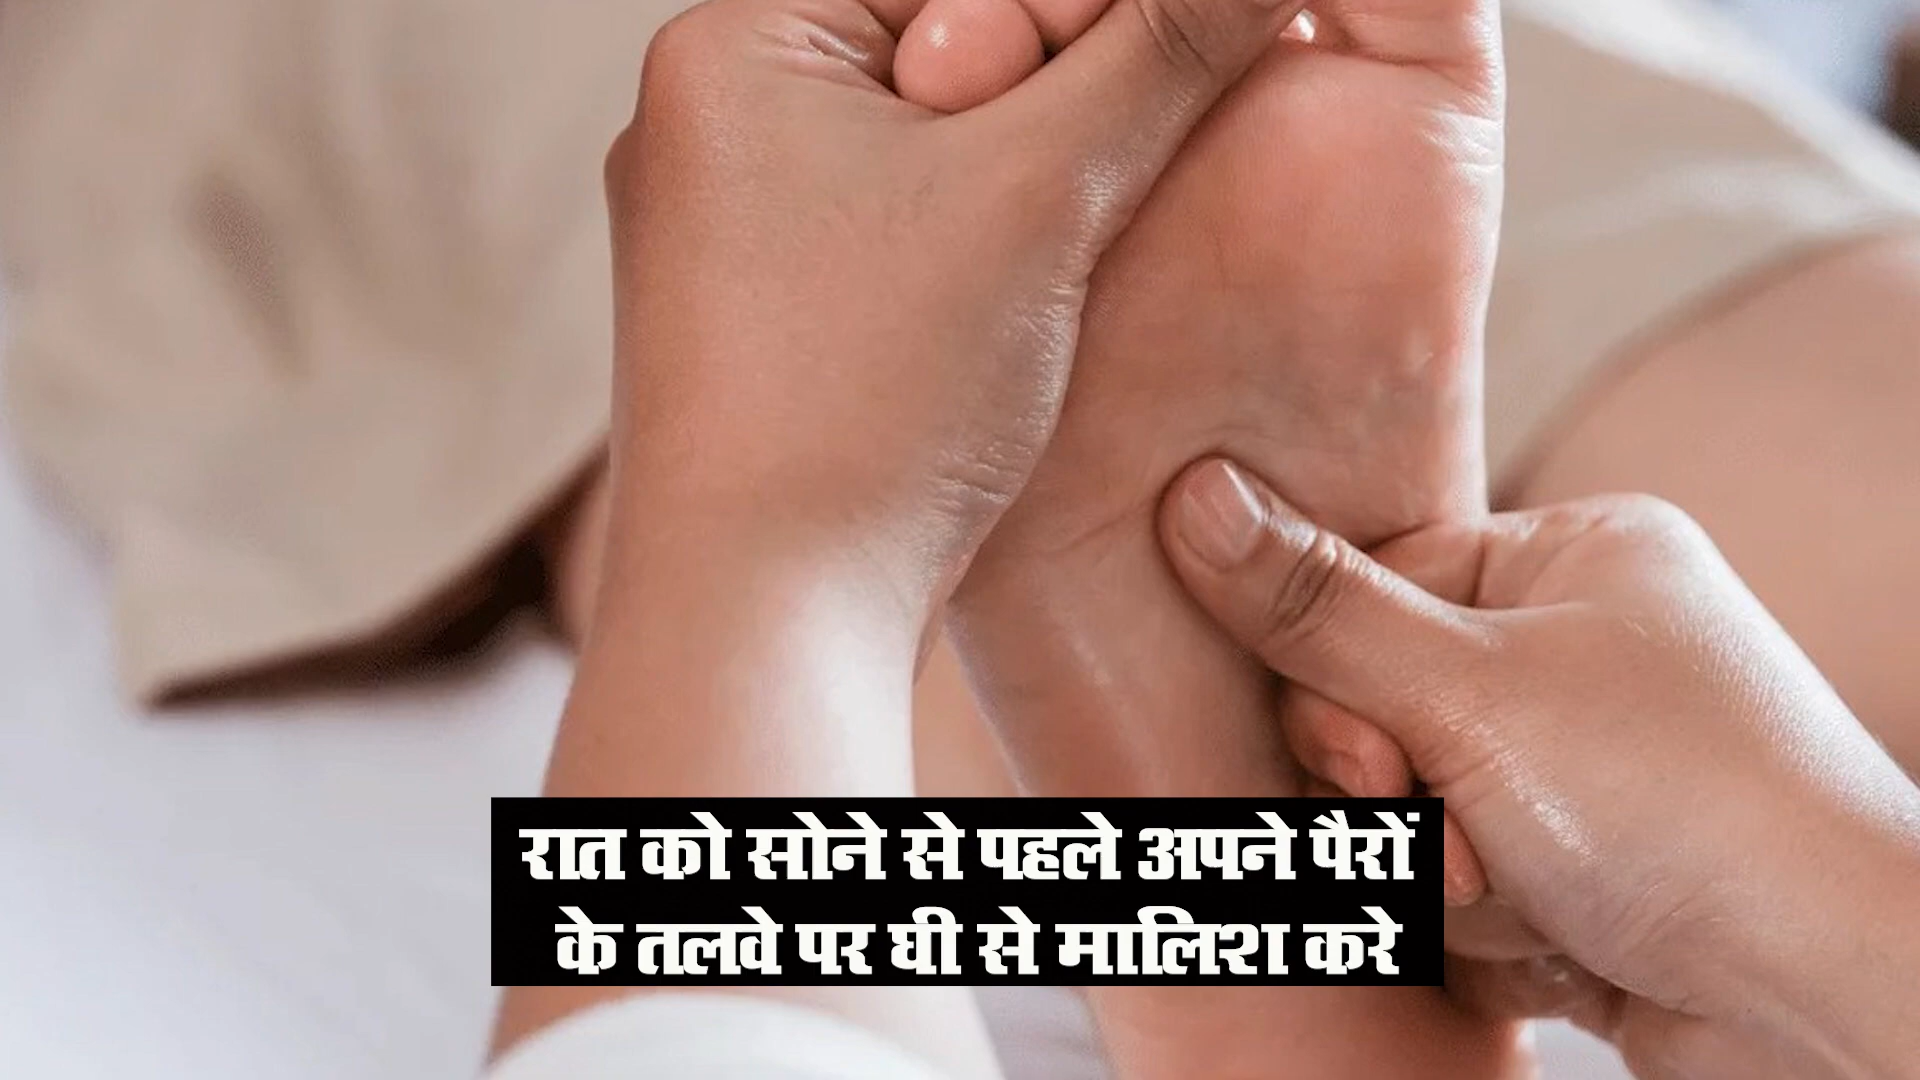 रात को सोने से पहले अपने पैरों
के तलवे पर घी से मालिश करे